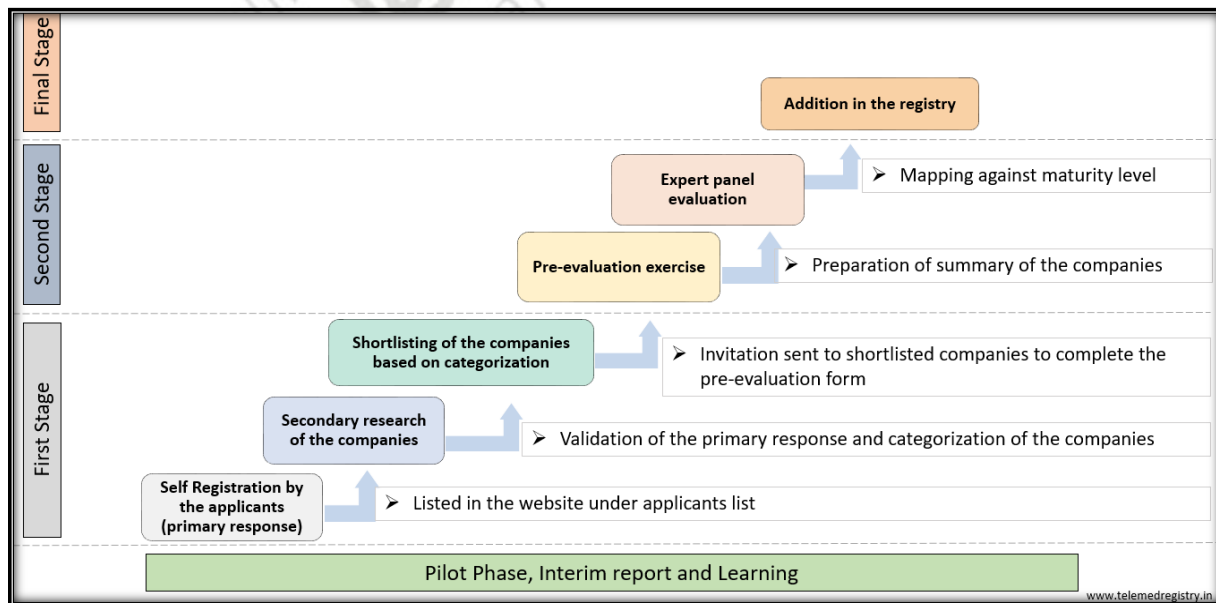 Final Stage
Addition in the registry
Second Stage
Expert panel
evaluation
➢ Mapping against maturity level
Pre-evaluation exercise
➢ Preparation of summary of the companies
First Stage
Shortlisting of the companies
based on categorization
➢ Invitation sent to shortlisted companies to complete the
pre-evaluation form
Secondary research
of the companies
➢ Validation of the primary response and categorization of the companies
Self Registration by
the applicants
(primary response)
➢ Listed in the website under applicants list
Pilot Phase, Interim report and Learning
www.telemedregistry.in